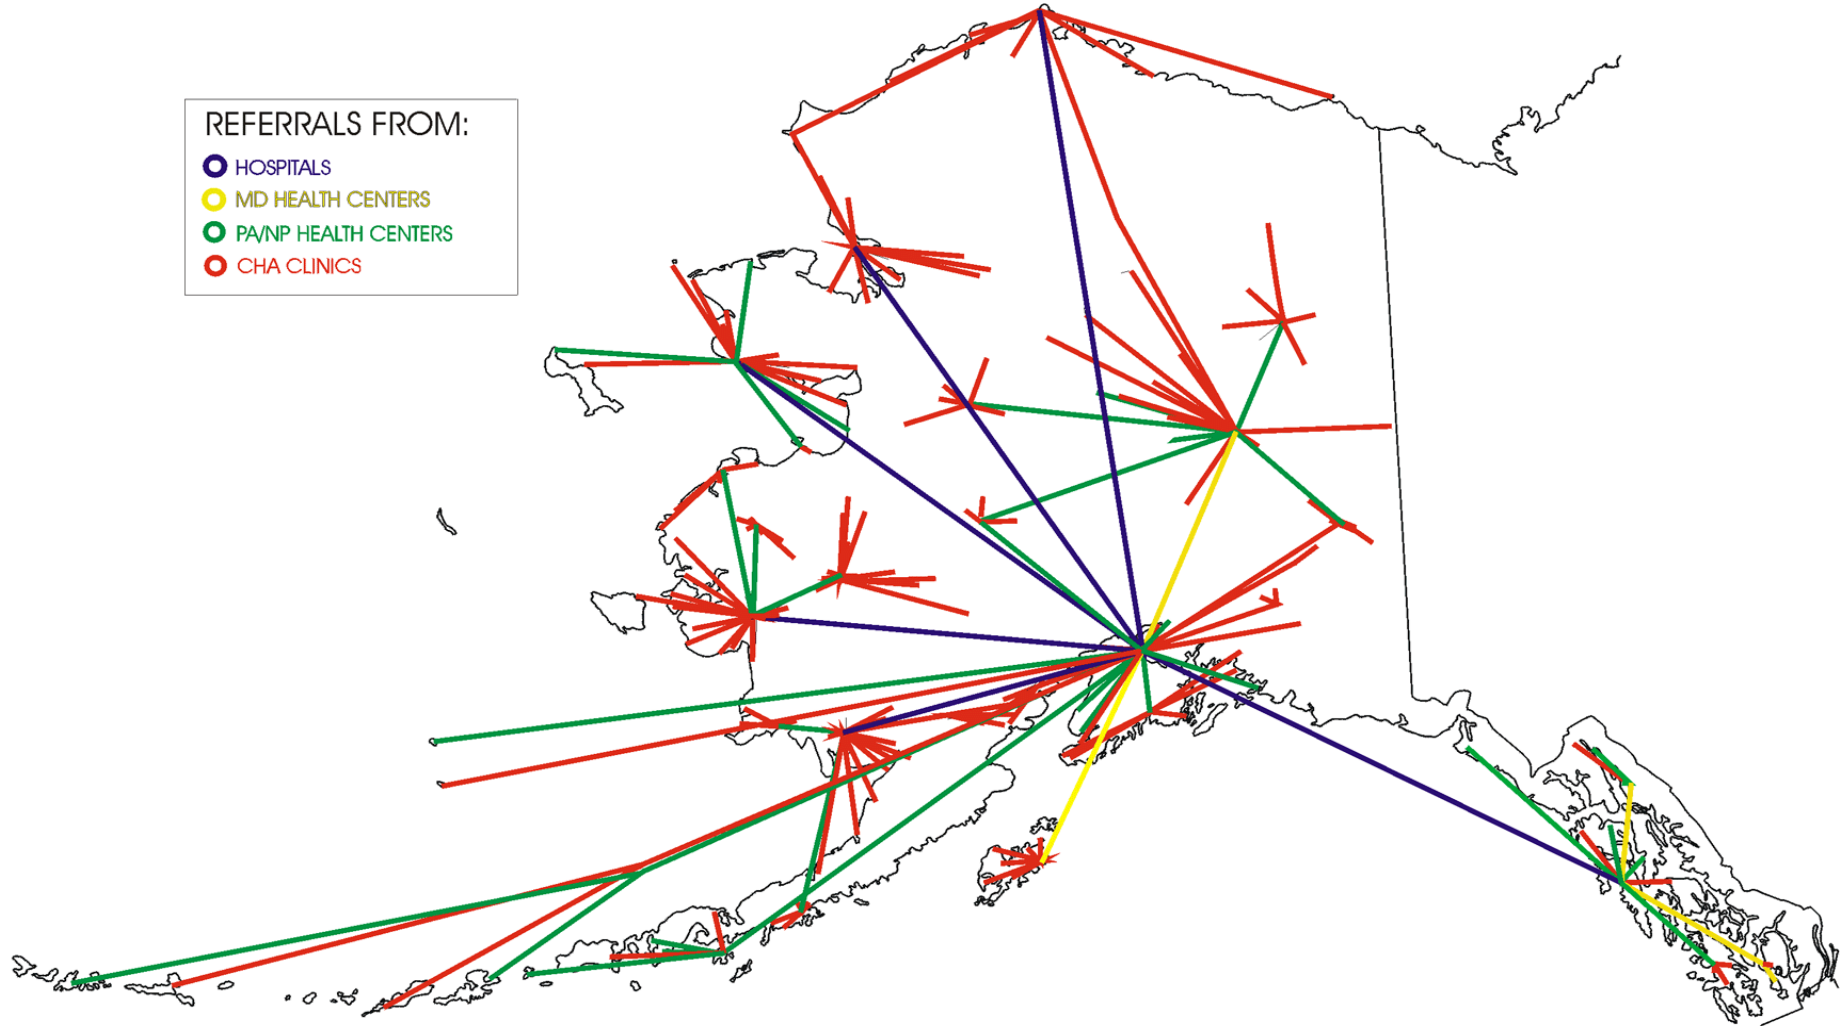 REFERRALS FROM:
HOSPITALS
MD HEALTH CENTERS
PA/NP HEALTH CENTERS
CHA CLINICS